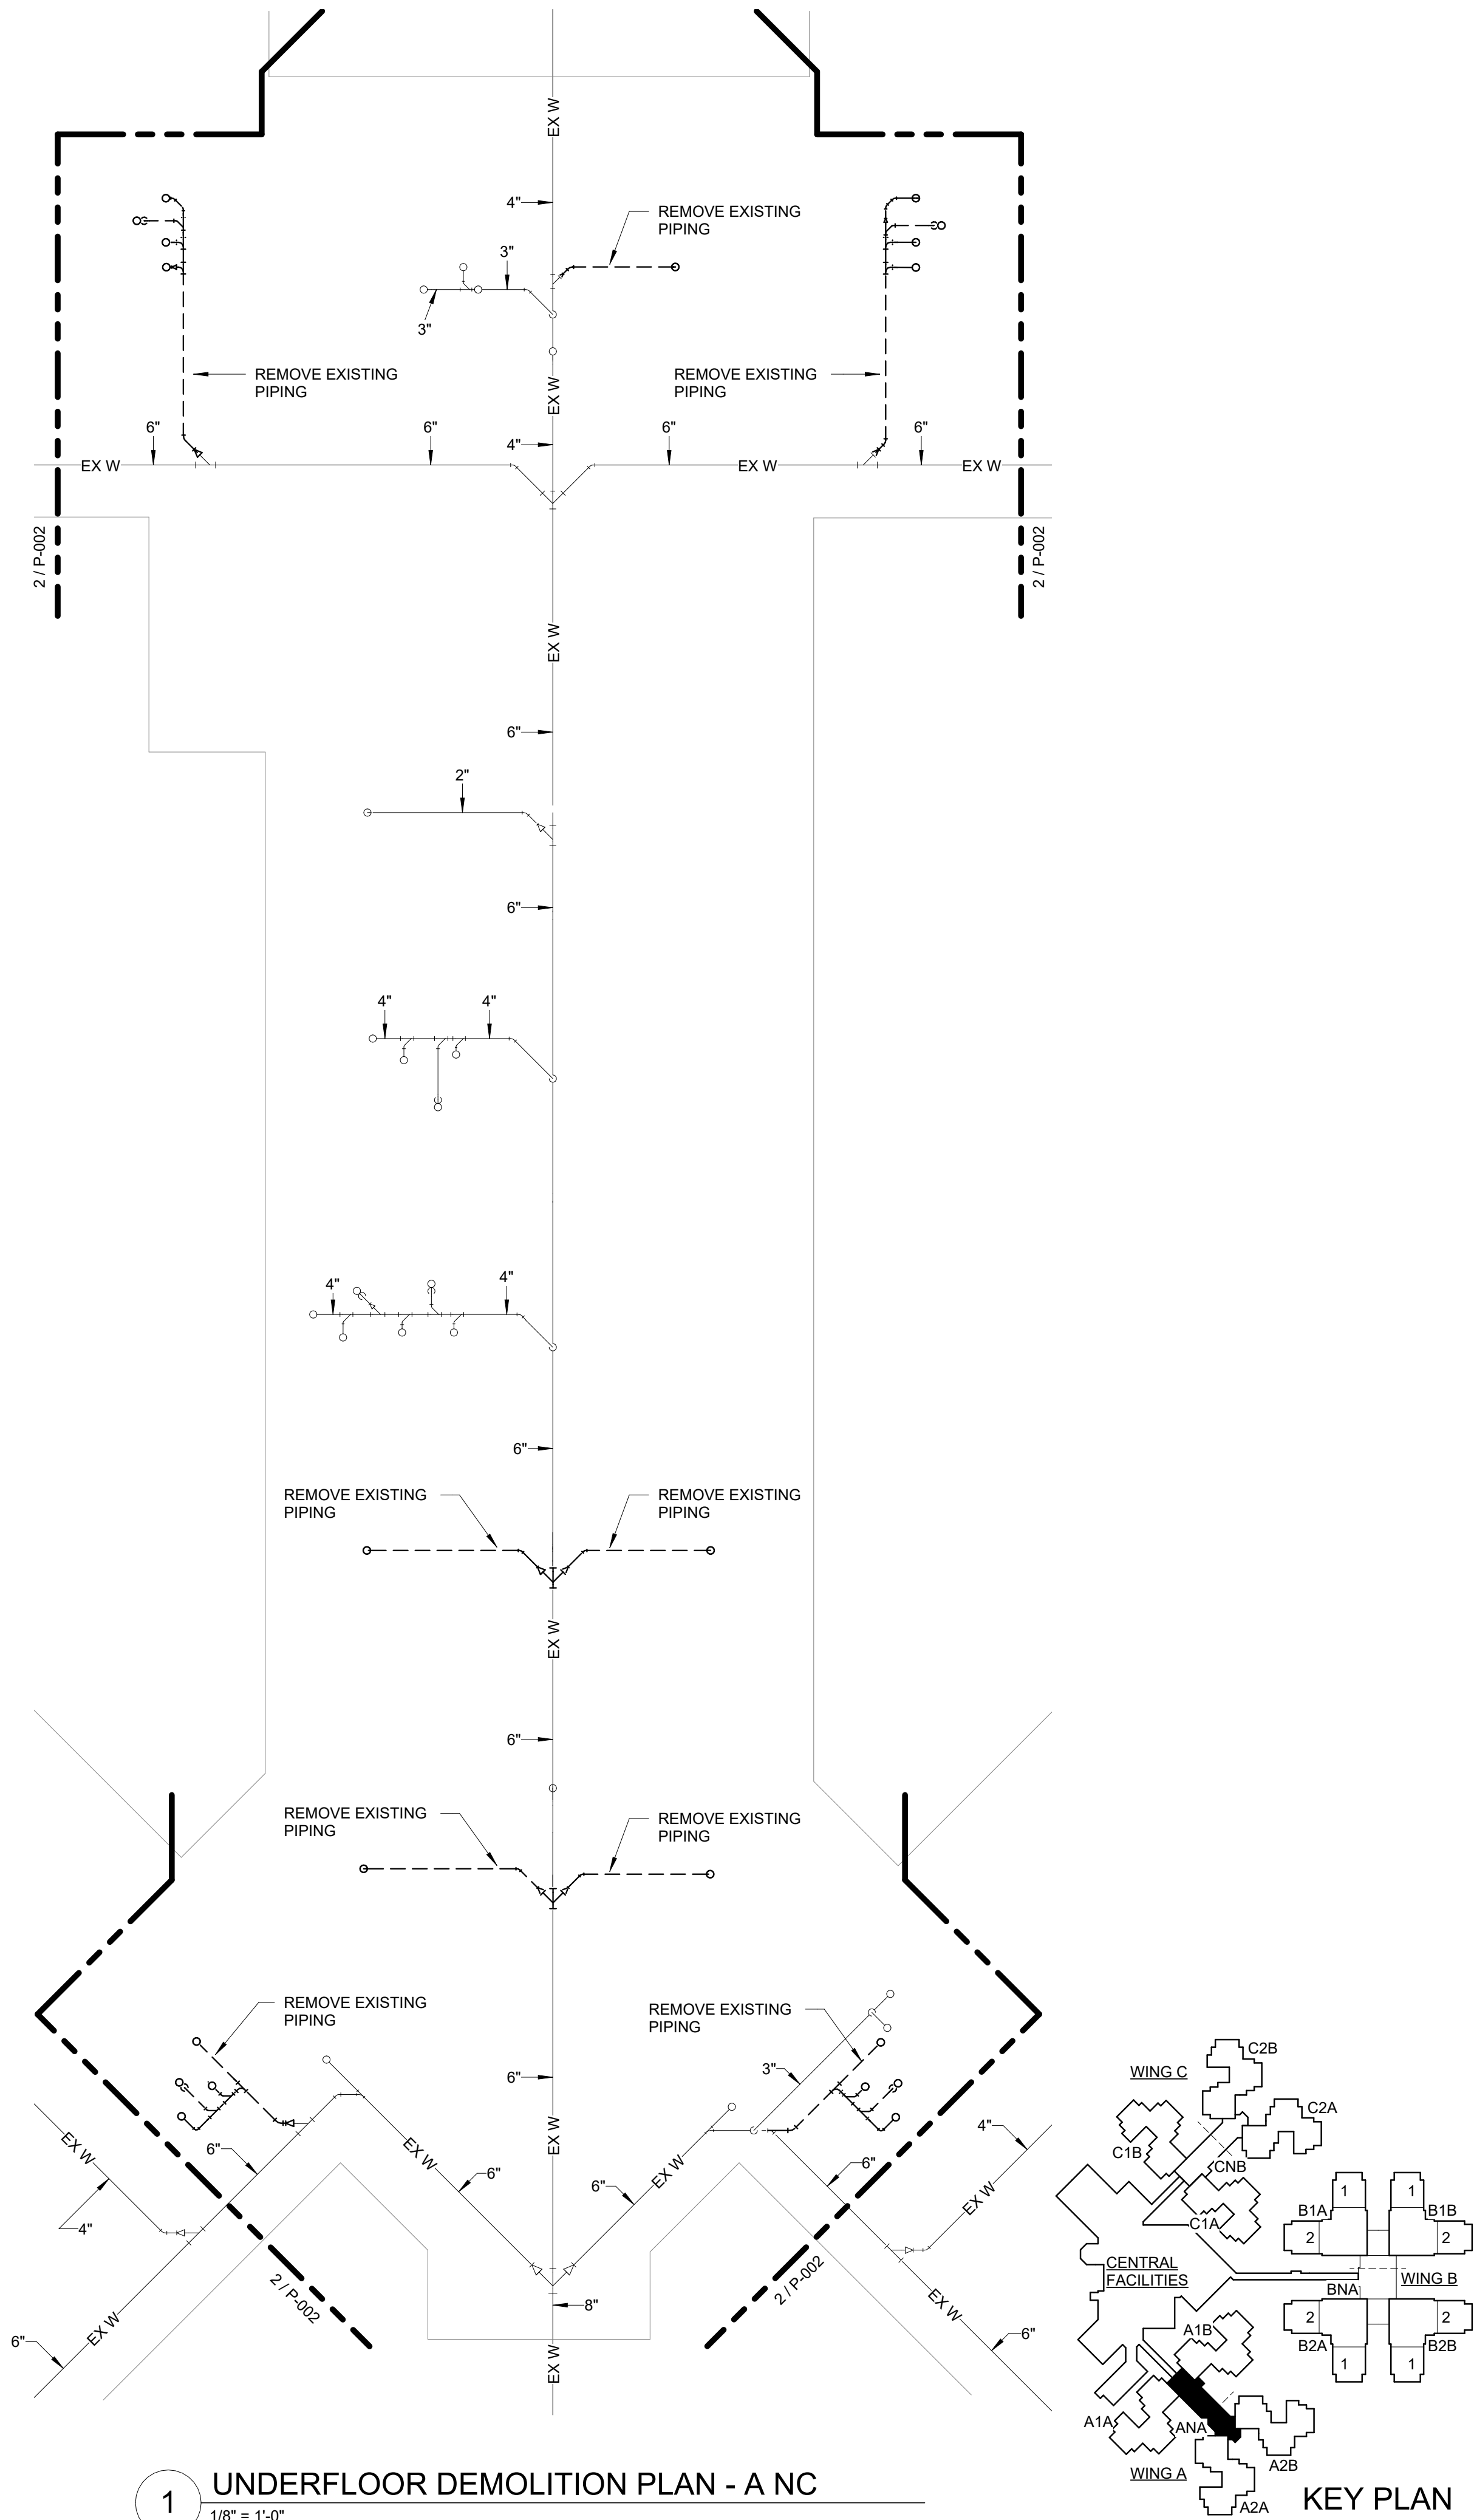 EX W
4"
REMOVE EXISTING
PIPING
3"
3"
REMOVE EXISTING
PIPING
REMOVE EXISTING
PIPING
EX W
6"
6"
4"
6"
6"
EX W
EX W
EX W
2 / P-002
2 / P-002
EX W
6"
2"
6"
4"
4"
4"
4"
6"
REMOVE EXISTING
PIPING
REMOVE EXISTING
PIPING
EX W
6"
REMOVE EXISTING
PIPING
REMOVE EXISTING
PIPING
REMOVE EXISTING
PIPING
REMOVE EXISTING
PIPING
3"
6"
4"
EX W
6"
EX W
EX W
6"
6"
EX W
6"
EX W
4"
2 / P-002
2 / P-002
8"
EX W
6"
EX W
EX W
6"
C2B
WING C
C2A
C1B
CNB
C1A
1
1
B1A
B1B
2
2
CENTRAL
FACILITIES
BNA
WING B
2
2
B2A
B2B
1
1
A1B
A1A
ANA
A2B
WING A
A2A
KEY PLAN
1
UNDERFLOOR DEMOLITION PLAN - A NC
1/8" = 1'-0"